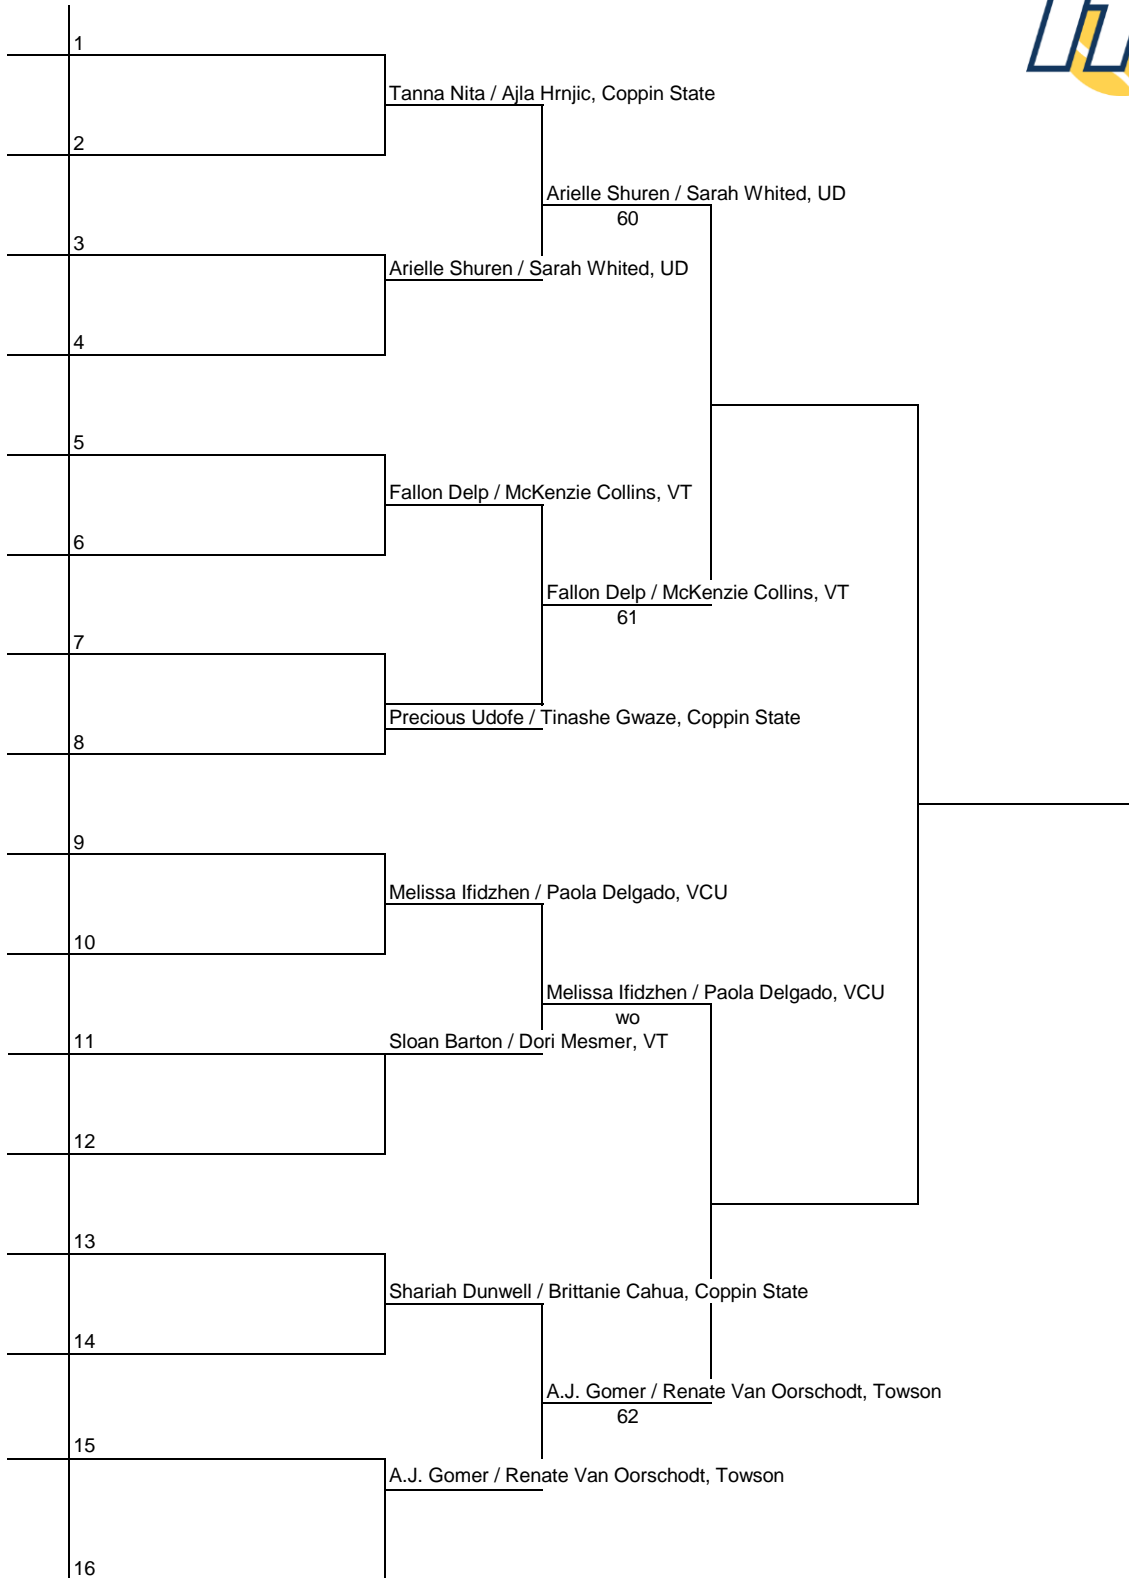 1
Tanna Nita / Ajla Hrnjic, Coppin State
2
Arielle Shuren / Sarah Whited, UD
60
3
Arielle Shuren / Sarah Whited, UD
4
5
Fallon Delp / McKenzie Collins, VT
6
Fallon Delp / McKenzie Collins, VT
61
7
Precious Udofe / Tinashe Gwaze, Coppin State
8
9
Melissa Ifidzhen / Paola Delgado, VCU
10
Melissa Ifidzhen / Paola Delgado, VCU
wo
11
Sloan Barton / Dori Mesmer, VT
12
13
Shariah Dunwell / Brittanie Cahua, Coppin State
14
A.J. Gomer / Renate Van Oorschodt, Towson
62
15
A.J. Gomer / Renate Van Oorschodt, Towson
16